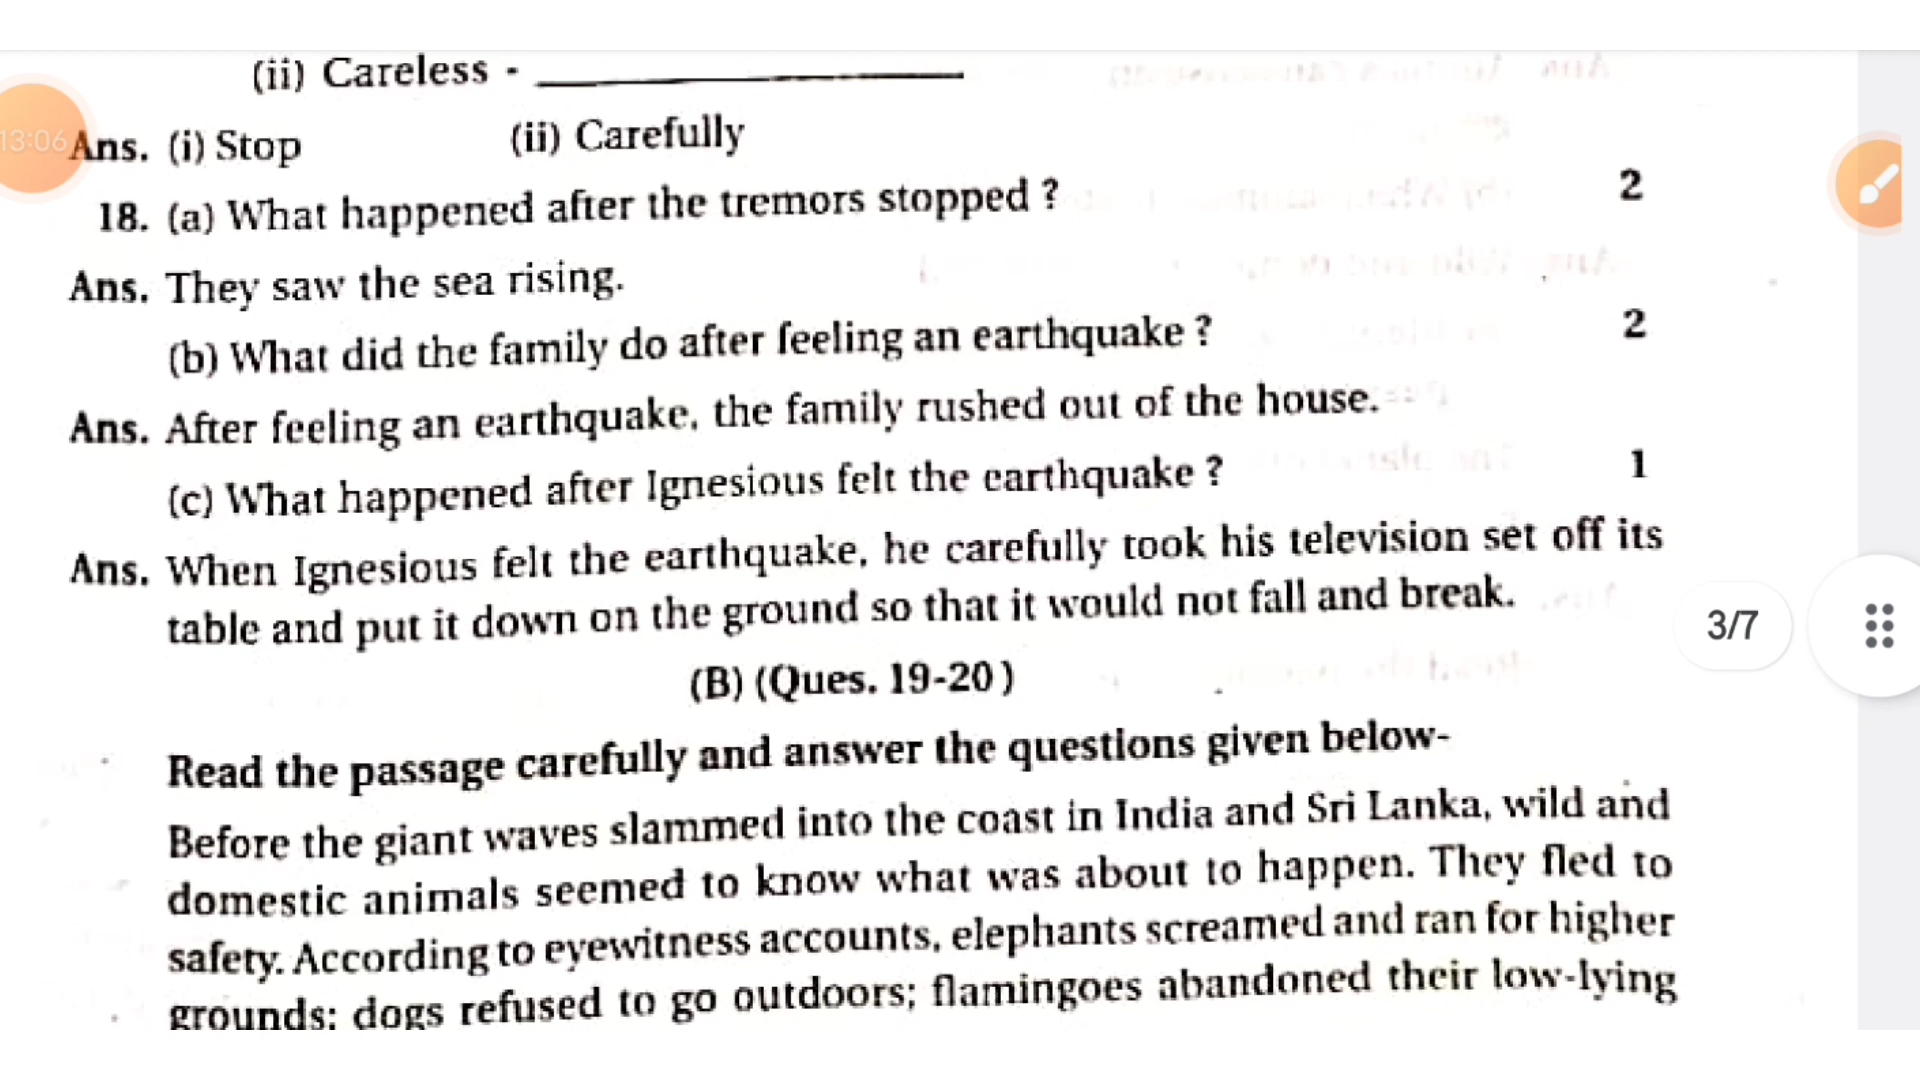 (ii) Careless - 
13:06
Ans. (i) Stop (ii) Carefully
18. (a) What happened after the tremors stopped ? 2
Ans. They saw the sea rising.
(b) What did the family do after feeling an earthquake ? 2
Ans. After feeling an earthquake, the family rushed out of the house.
(c) What happened after Ignesious felt the earthquake ? 1
Ans. When Ignesious felt the earthquake, he carefully took his television set off its
table and put it down on the ground so that it would not fall and break.
3/7
(B) (Ques. 19-20)
Read the passage carefully and answer the questions given below-
Before the giant waves slammed into the coast in India and Sri Lanka, wild and
domestic animals seemed to know what was about to happen. They fled to
safety. According to eyewitness accounts, elephants screamed and ran for higher
grounds; dogs refused to go outdoors; flamingoes abandoned their low-lying